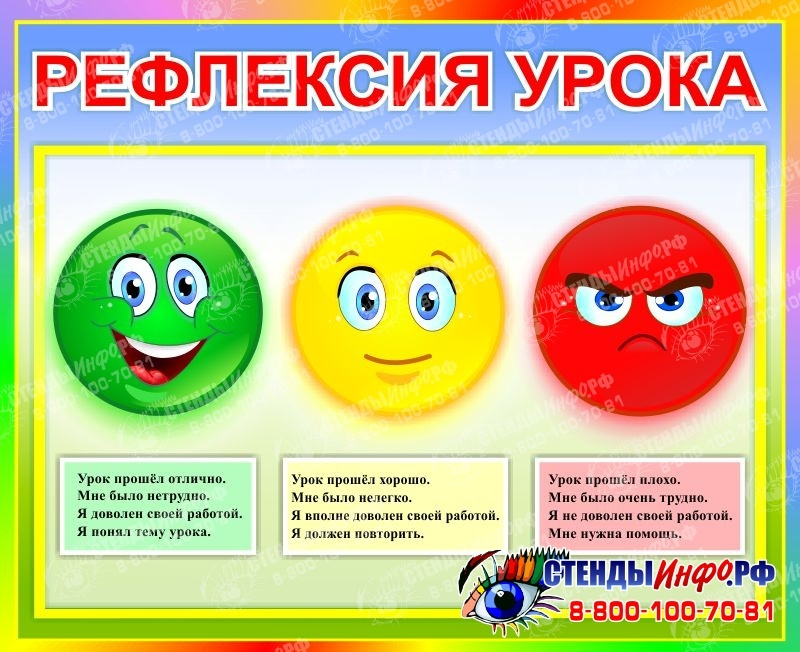 РЕФЛЕКСИЯ УРОКА
Урок прошёл отлично.
Мне было нетрудно.
Я доволен своей работой.
Я понял тему урока.
Урок прошёл хорошо.
Мне было нелегко.
Я вполне доволен своей работой.
Я должен повторить.
Урок прошёл плохо.
Мне было очень трудно.
Я не доволен своей работой.
Мне нужна помощь.
СТЕНДЫИНФО.РФ
8-800-100-70-81